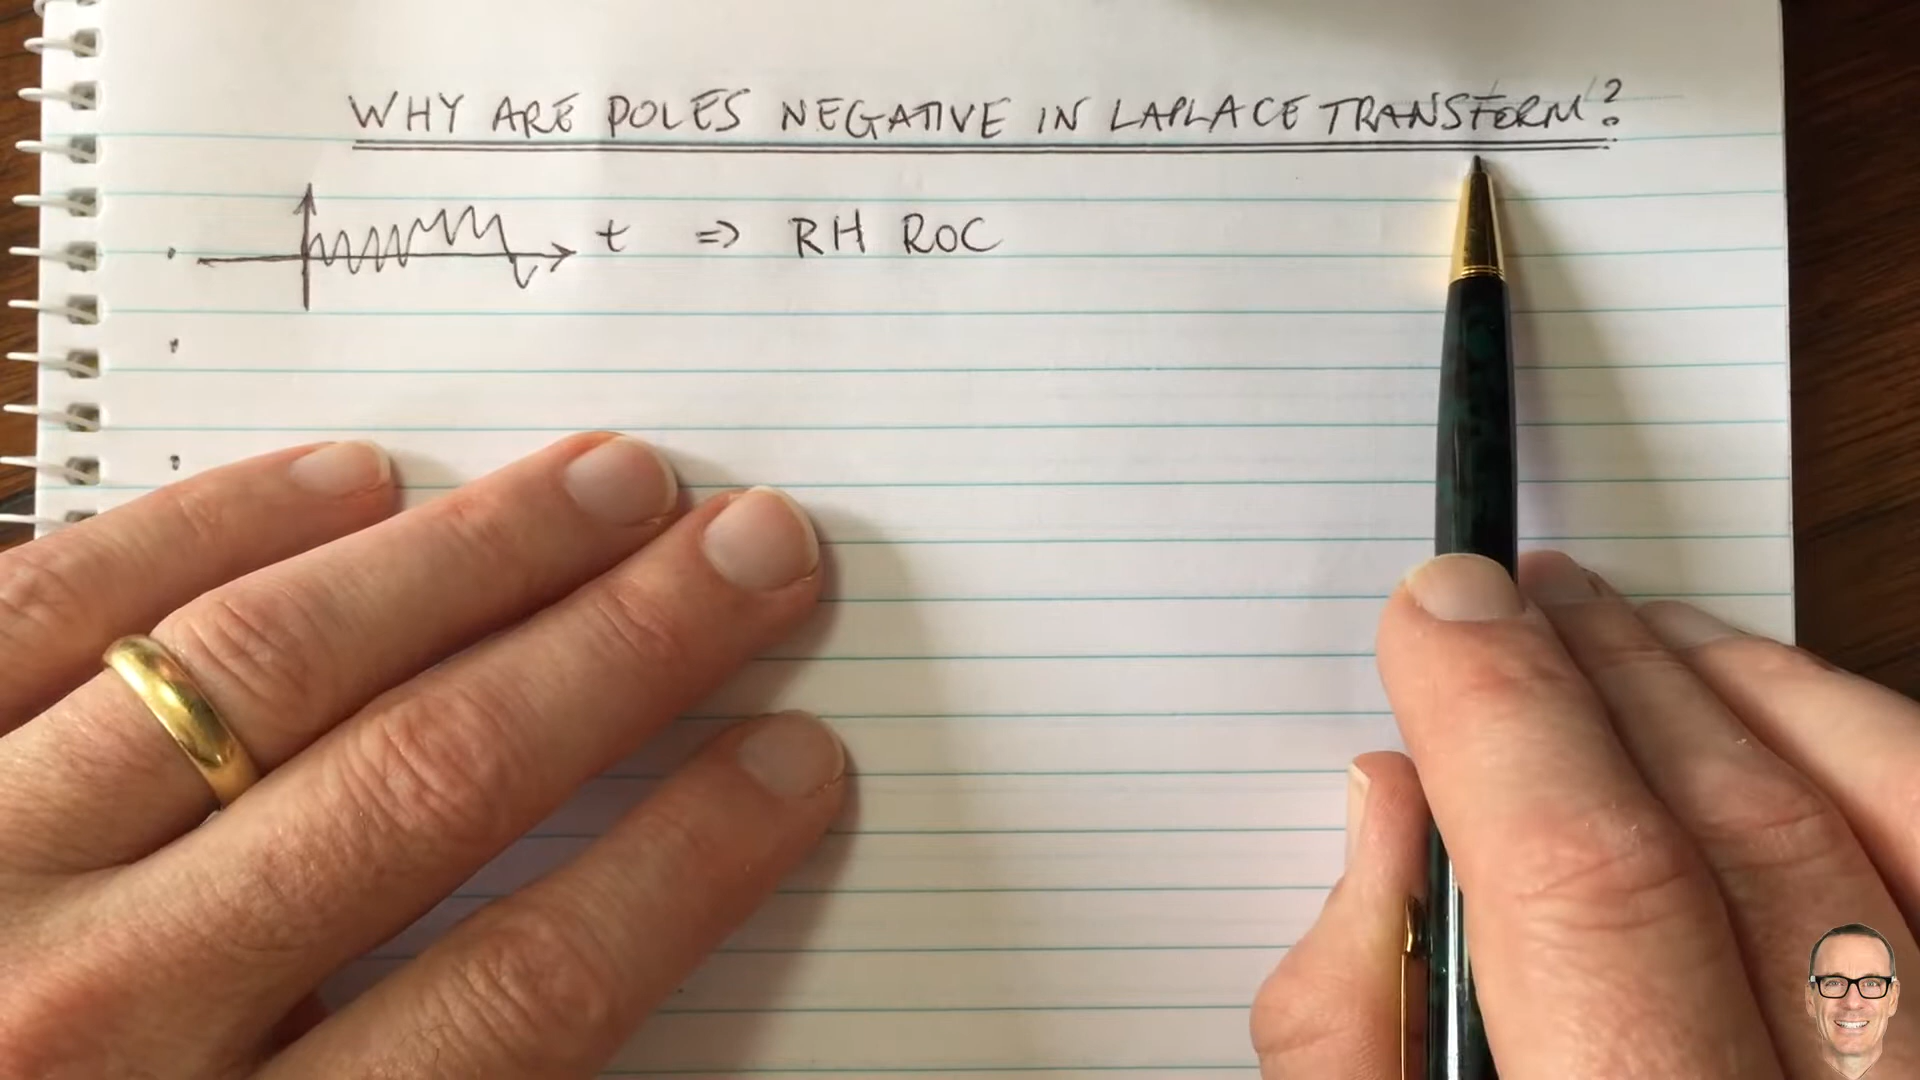 WHY ARE POLES NEGATIVE IN LAPLACE TRANSFORM?
t ⇒ RH ROC